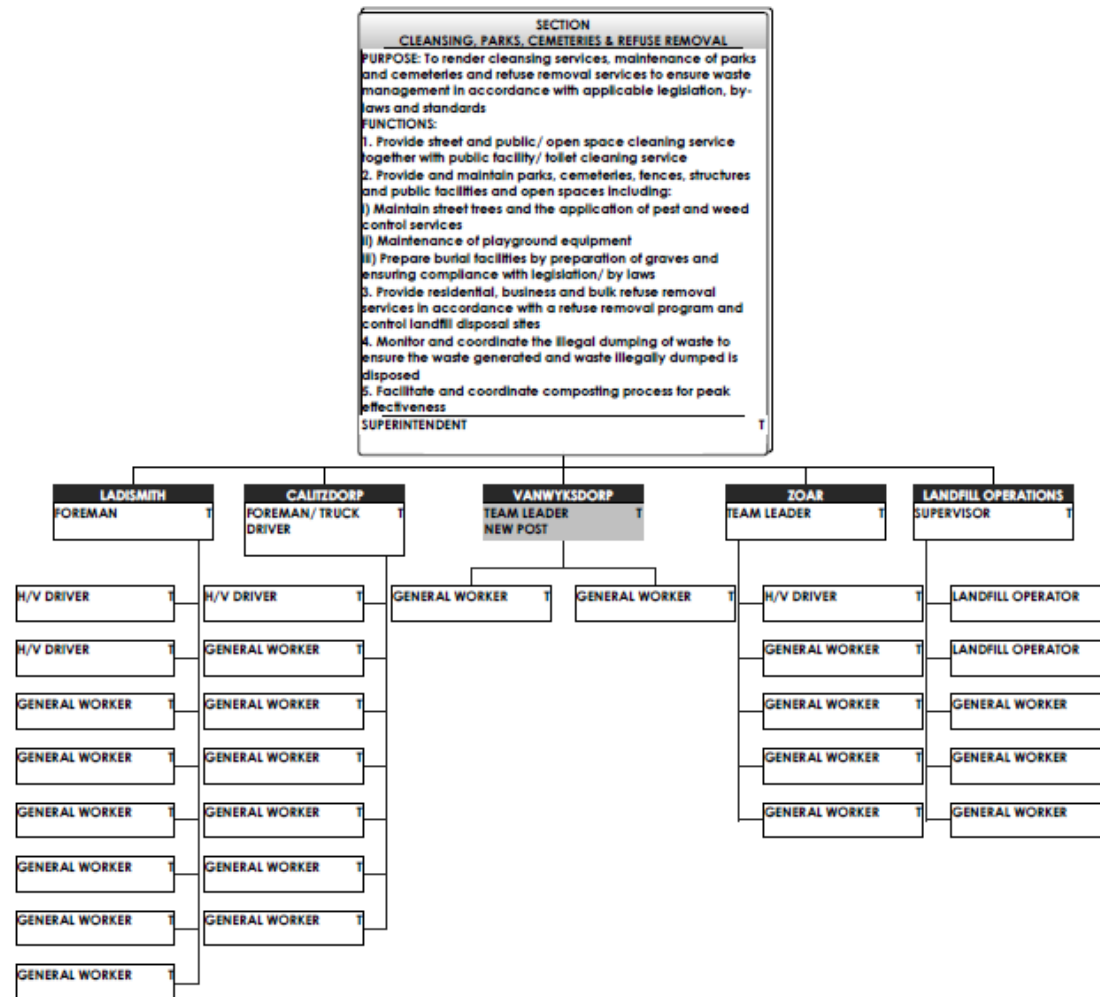 SECTION
CLEANSING, PARKS, CEMETERIES & REFUSE REMOVAL
PURPOSE: To render cleansing services, maintenance of parks
and cemeteries and refuse removal services to ensure waste
management in accordance with applicable legislation, by-
laws and standards
FUNCTIONS:
1. Provide street and public/ open space cleaning service
together with public facility/ toilet cleaning service
2. Provide and maintain parks, cemeteries, fences, structures
and public facilities and open spaces including:
i) Maintain street trees and the application of pest and weed
control services
ii) Maintenance of playground equipment
iii) Prepare burial facilities by preparation of graves and
ensuring compliance with legislation/ by laws
3. Provide residential, business and bulk refuse removal
services in accordance with a refuse removal program and
control landfill disposal sites
4. Monitor and coordinate the illegal dumping of waste to
ensure the waste generated and waste illegally dumped is
disposed
5. Facilitate and coordinate composting process for peak
effectiveness
SUPERINTENDENT T
LADISMITH
FOREMAN T
H/V DRIVER T
H/V DRIVER T
GENERAL WORKER T
GENERAL WORKER T
GENERAL WORKER T
GENERAL WORKER T
GENERAL WORKER T
GENERAL WORKER T
CALITZDORP
FOREMAN/ TRUCK T
DRIVER
H/V DRIVER T
GENERAL WORKER T
GENERAL WORKER T
GENERAL WORKER T
GENERAL WORKER T
GENERAL WORKER T
GENERAL WORKER T
VANWYKSDORP
TEAM LEADER T
NEW POST
GENERAL WORKER T
GENERAL WORKER T
ZOAR
TEAM LEADER T
H/V DRIVER T
GENERAL WORKER T
GENERAL WORKER T
GENERAL WORKER T
GENERAL WORKER T
LANDFILL OPERATIONS
SUPERVISOR T
LANDFILL OPERATOR
LANDFILL OPERATOR
GENERAL WORKER
GENERAL WORKER
GENERAL WORKER